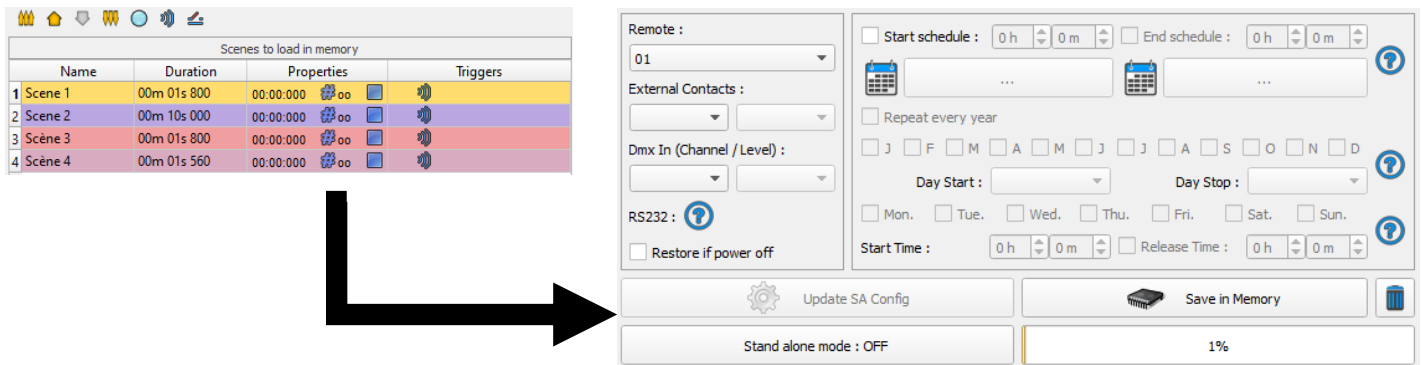 Scenes to load in memory
Name Duration Properties Triggers
1 Scene 1 00m 01s 800 00:00:000 # oo
2 Scene 2 00m 10s 000 00:00:000 # oo
3 Scène 3 00m 01s 800 00:00:000 # oo
4 Scène 4 00m 01s 560 00:00:000 # oo
Remote :
01
External Contacts :
Dmx In (Channel / Level) :
RS232 : ?
Restore if power off
Start schedule : 0 h 0 m End schedule : 0 h 0 m ?
... ...
Repeat every year
J F M A M J J A S O N D ?
Day Start : Day Stop :
Mon. Tue. Wed. Thu. Fri. Sat. Sun. ?
Start Time : 0 h 0 m Release Time : 0 h 0 m
Update SA Config Save in Memory
Stand alone mode : OFF 1%